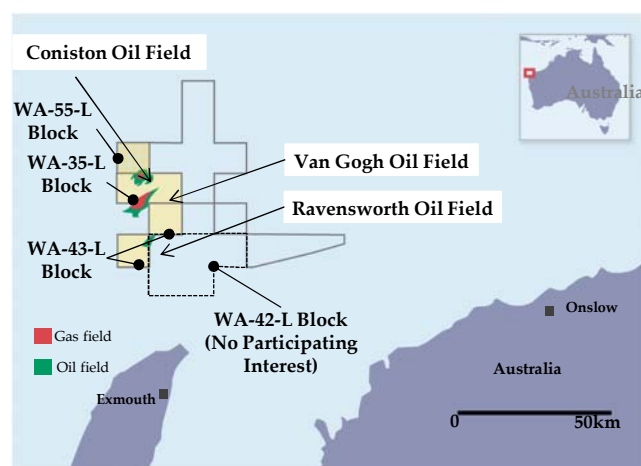 Coniston Oil Field
Australia
WA-55-L
Block
WA-35-L
Block
Van Gogh Oil Field
Ravensworth Oil Field
WA-43-L
Block
WA-42-L Block
(No Participating
Interest)
Onslow
Gas field
Oil field
Australia
Exmouth
0
50km